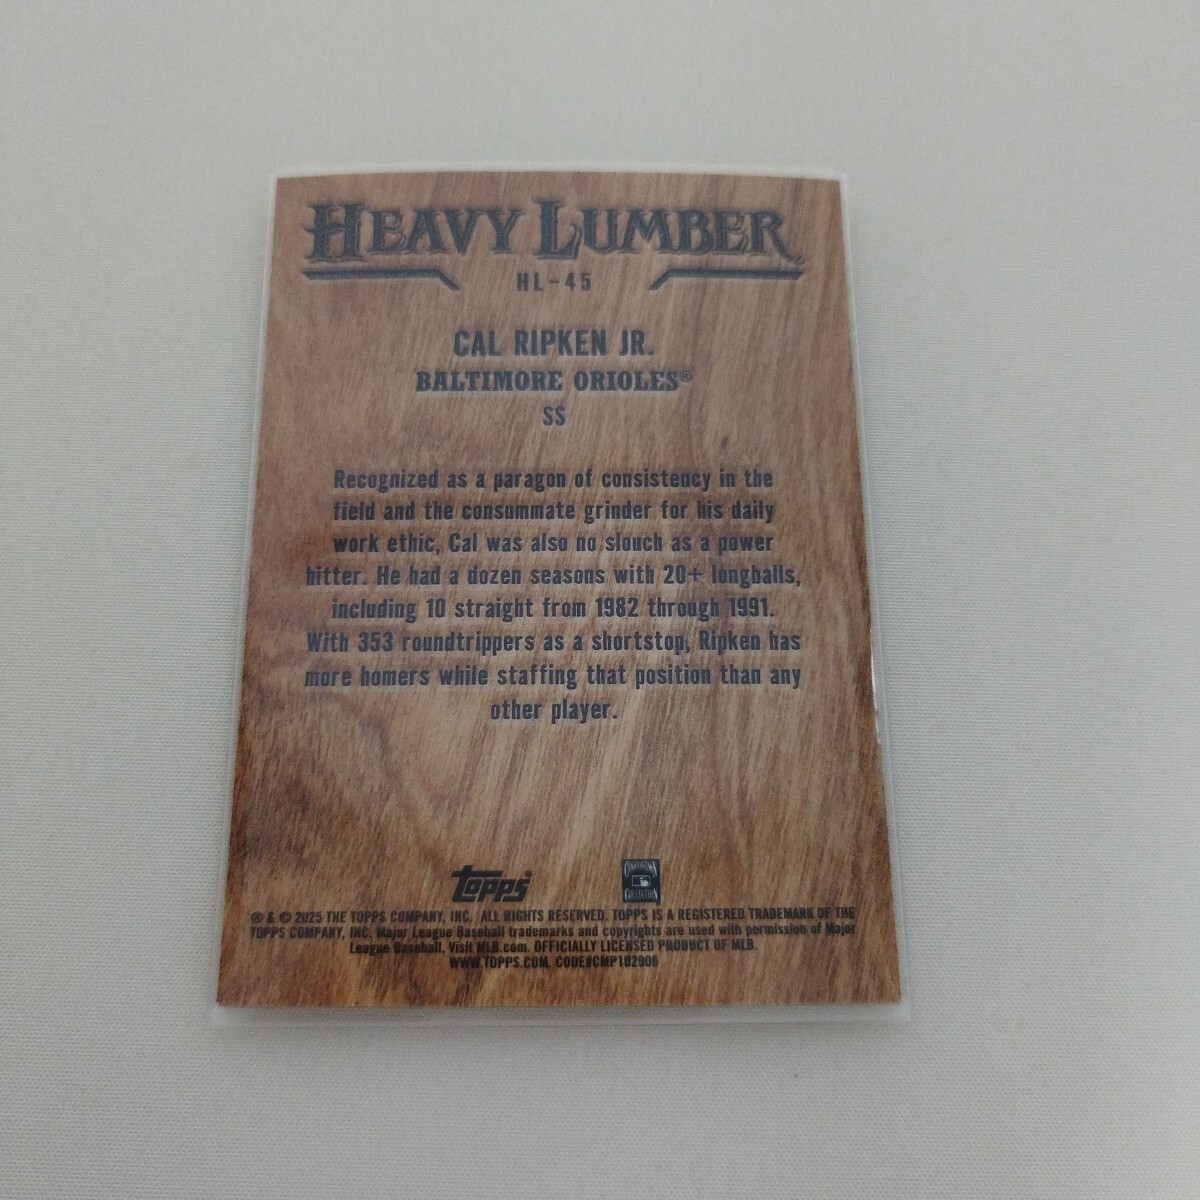 HEAVY LUMBER
HL-45
CAL RIPKEN JR.
BALTIMORE ORIOLES®
SS
Recognized as a paragon of consistency in the
field and the consummate grinder for his daily
work ethic, Cal was also no slouch as a power
hitter. He had a dozen seasons with 20+ longballs,
including 10 straight from 1982 through 1991.
With 353 roundtrippers as a shortstop, Ripken has
more homers while staffing that position than any
other player.
topps
® & © 2025 THE TOPPS COMPANY, INC. ALL RIGHTS RESERVED. TOPPS IS A REGISTERED TRADEMARK OF THE
TOPPS COMPANY, INC. Major League Baseball trademarks and copyrights are used with permission of Major
League Baseball. Visit MLB.com. OFFICIALLY LICENSED PRODUCT OF MLB.
WWW.TOPPS.COM. CODE#CMP102906